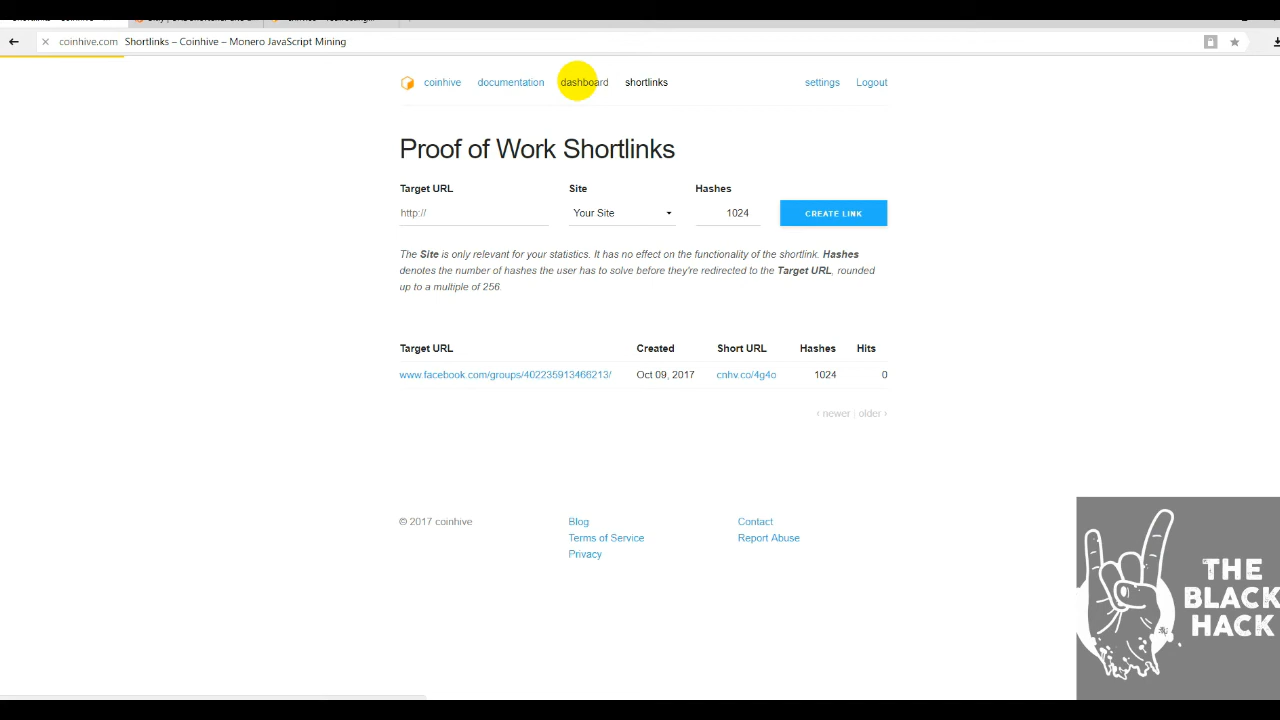 coinhive.com Shortlinks – Coinhive – Monero JavaScript Mining
coinhive documentation dashboard shortlinks settings Logout
Proof of Work Shortlinks
Target URL Site Hashes
http:// Your Site 1024 CREATE LINK
The Site is only relevant for your statistics. It has no effect on the functionality of the shortlink. Hashes
denotes the number of hashes the user has to solve before they're redirected to the Target URL, rounded
up to a multiple of 256.
Target URL Created Short URL Hashes Hits
www.facebook.com/groups/402235913466213/ Oct 09, 2017 cnhv.co/4g4o 1024 0
‹ newer | older ›
© 2017 coinhive Blog Contact
Terms of Service Report Abuse
Privacy
THE
BLACK
HACK